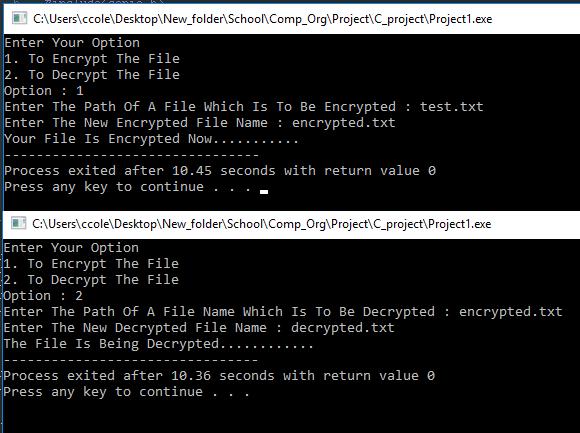 C:\Users\ccole\Desktop\New_folder\School\Comp_Org\Project\C_project\Project1.exe
Enter Your Option
1. To Encrypt The File
2. To Decrypt The File
Option : 1
Enter The Path Of A File Which Is To Be Encrypted : test.txt
Enter The New Encrypted File Name : encrypted.txt
Your File Is Encrypted Now...........
--------------------------------
Process exited after 10.45 seconds with return value 0
Press any key to continue . . .
C:\Users\ccole\Desktop\New_folder\School\Comp_Org\Project\C_project\Project1.exe
Enter Your Option
1. To Encrypt The File
2. To Decrypt The File
Option : 2
Enter The Path Of A File Name Which Is To Be Decrypted : encrypted.txt
Enter The New Decrypted File Name : decrypted.txt
The File Is Being Decrypted............
--------------------------------
Process exited after 10.36 seconds with return value 0
Press any key to continue . . .